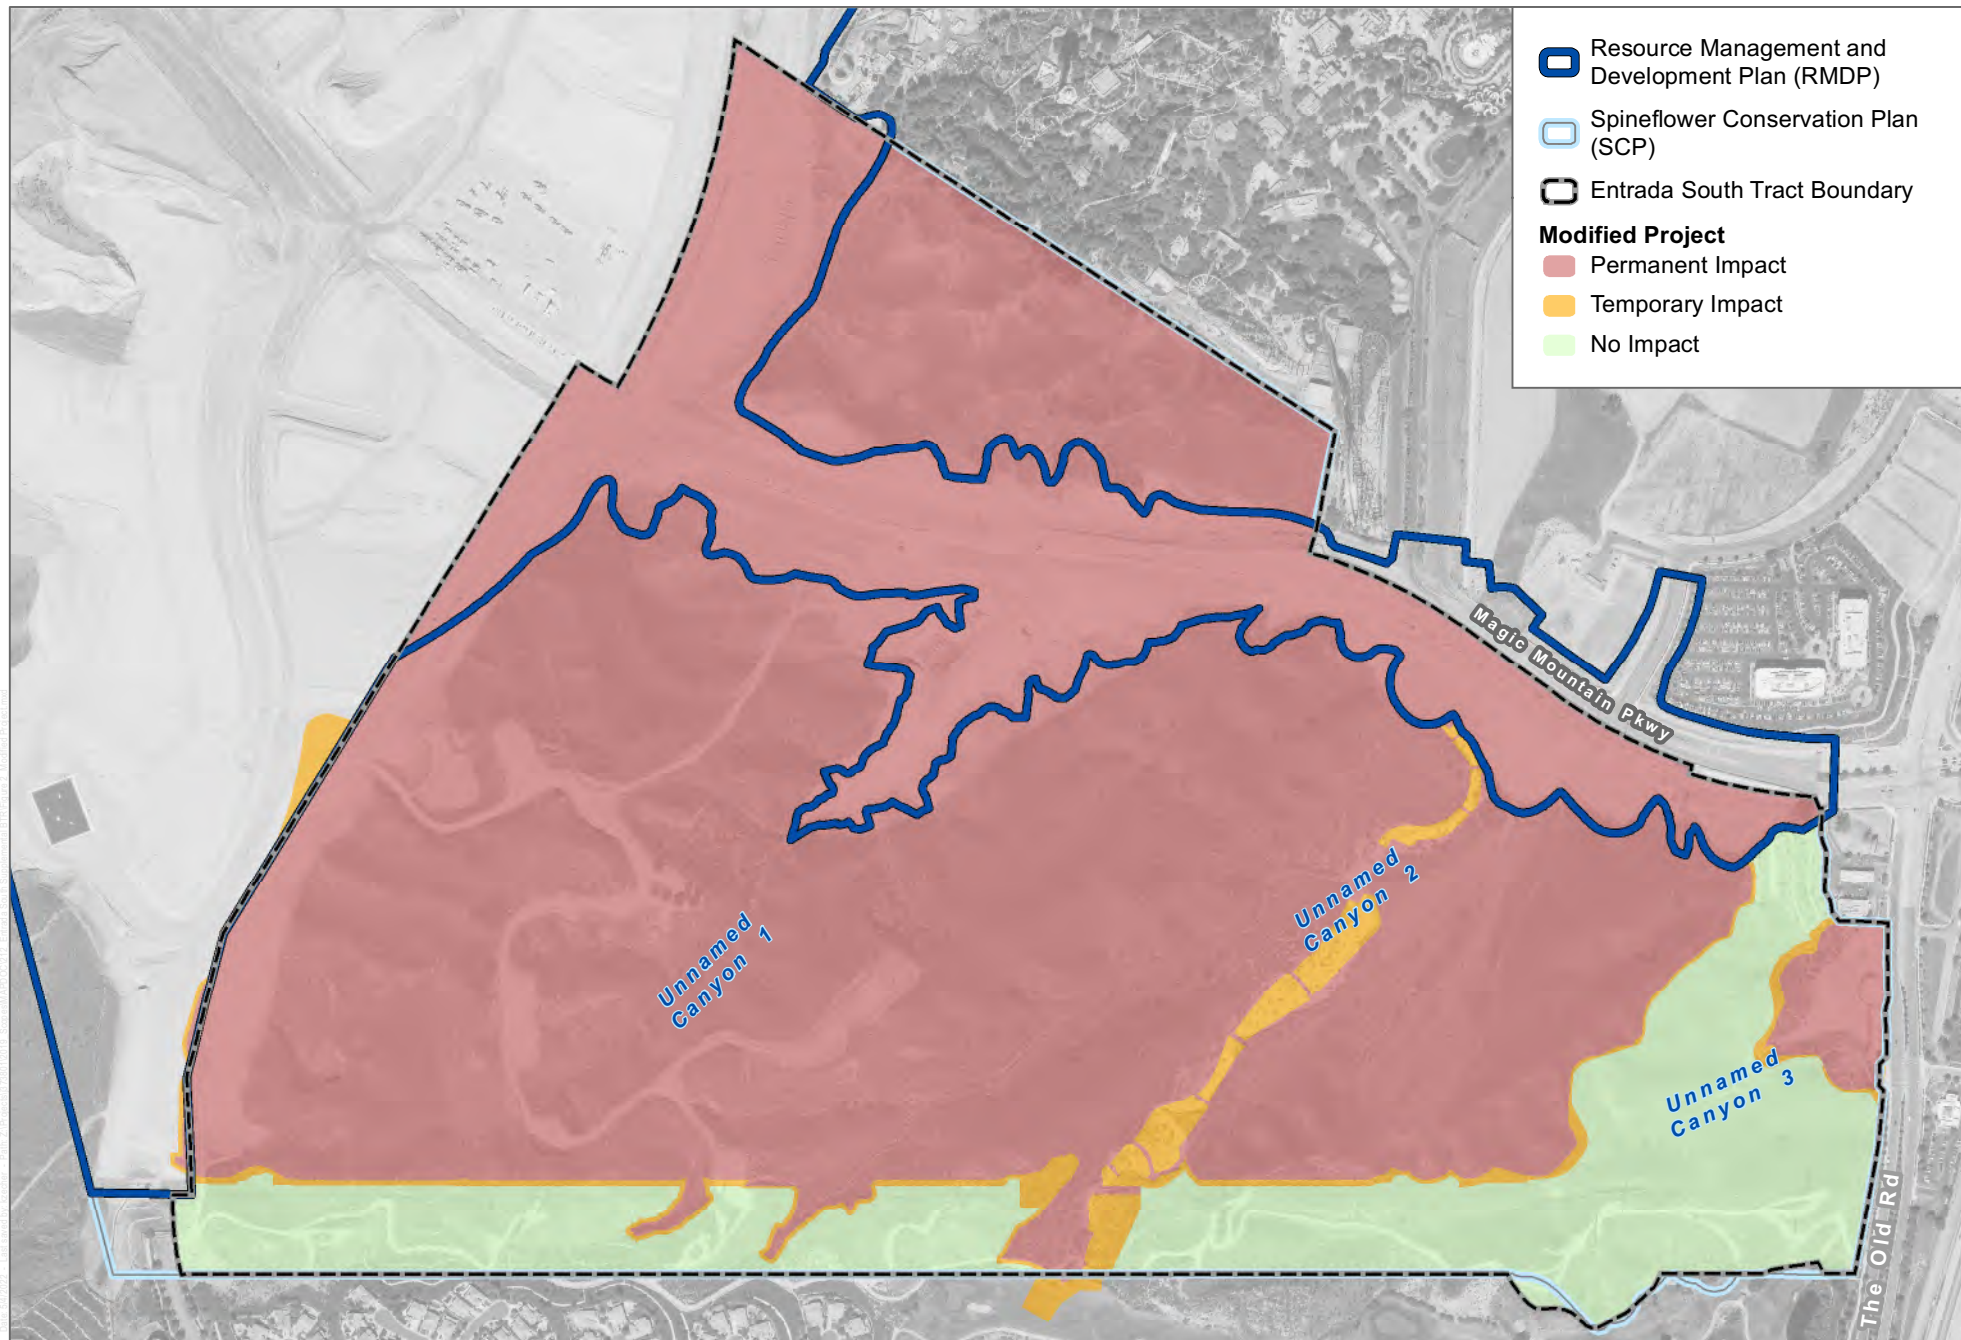 Resource Management and
Development Plan (RMDP)
Spineflower Conservation Plan
(SCP)
Entrada South Tract Boundary
Modified Project
Permanent Impact
Temporary Impact
No Impact
Magic Mountain Pkwy
Unnamed
Canyon 2
Unnamed
Canyon 1
Unnamed
Canyon 3
The Old Rd